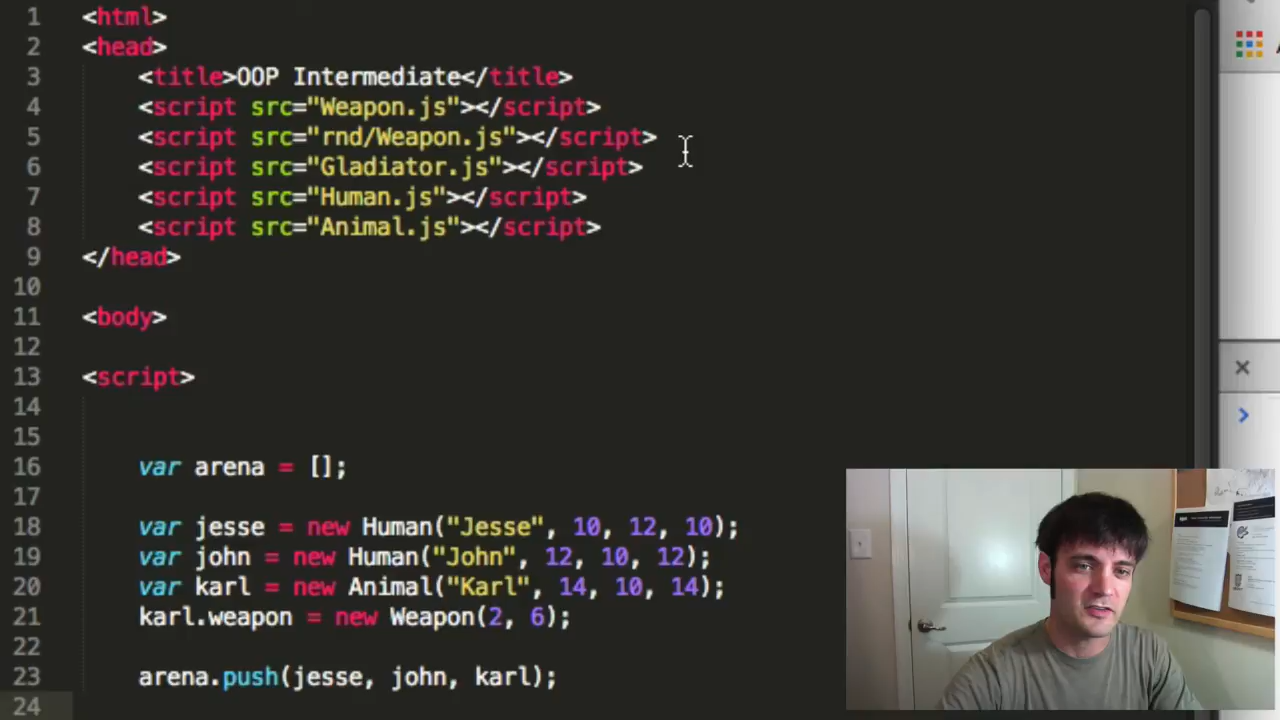 1 <html>
2 <head>
3 <title>OOP Intermediate</title>
4 <script src="Weapon.js"></script>
5 <script src="rnd/Weapon.js"></script>
6 <script src="Gladiator.js"></script>
7 <script src="Human.js"></script>
8 <script src="Animal.js"></script>
9 </head>
10
11 <body>
12
13 <script>
14
15
16 var arena = [];
17
18 var jesse = new Human("Jesse", 10, 12, 10);
19 var john = new Human("John", 12, 10, 12);
20 var karl = new Animal("Karl", 14, 10, 14);
21 karl.weapon = new Weapon(2, 6);
22
23 arena.push(jesse, john, karl);
24